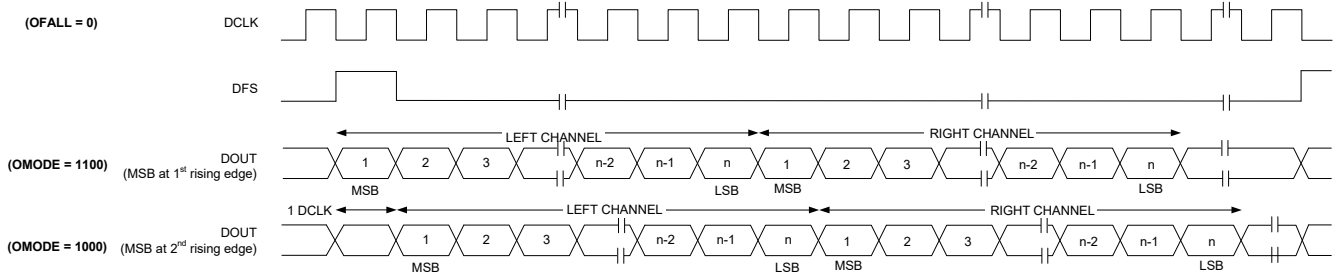 (OFALL = 0) DCLK
DFS
LEFT CHANNEL RIGHT CHANNEL
(OMODE = 1100) DOUT 1 2 3 n-2 n-1 n 1 2 3 n-2 n-1 n
(MSB at 1st rising edge)
MSB LSB MSB LSB
1 DCLK LEFT CHANNEL RIGHT CHANNEL
(OMODE = 1000) DOUT 1 2 3 n-2 n-1 n 1 2 3 n-2 n-1 n
(MSB at 2nd rising edge)
MSB LSB MSB LSB